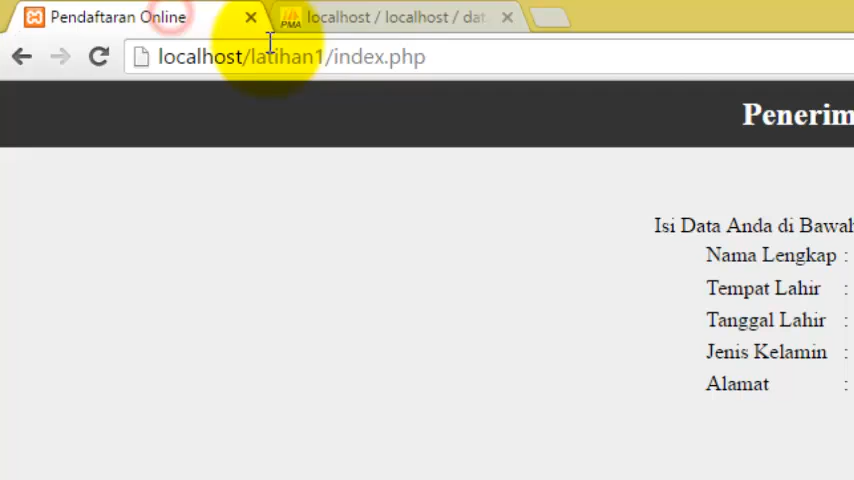 Pendaftaran Online
PMA localhost / localhost / dat
localhost/latihan1/index.php
Penerim
Isi Data Anda di Bawah
Nama Lengkap :
Tempat Lahir :
Tanggal Lahir :
Jenis Kelamin :
Alamat :